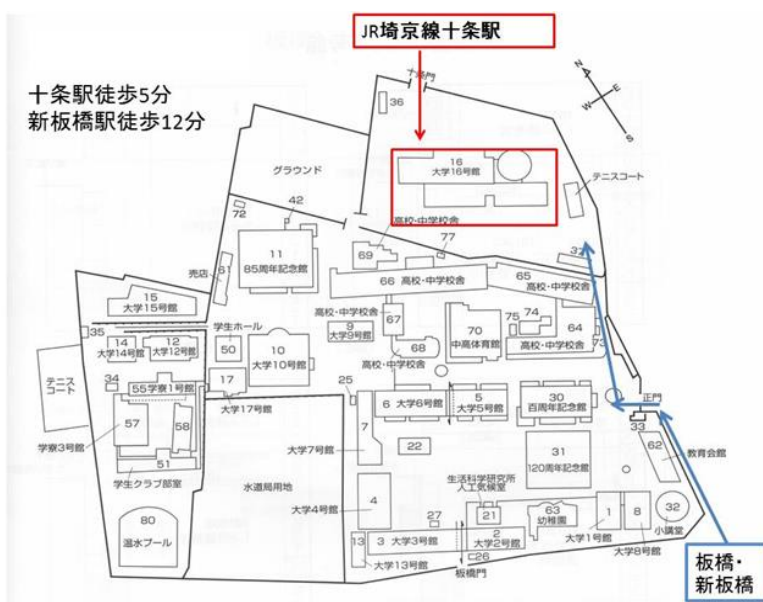 JR埼京線十条駅
十条駅徒歩5分
新板橋駅徒歩12分
十条門
36
N
E
W
S
グラウンド
16
大学16号館
テニスコート
42
72
高校・中学校舎
77
37
69
11
85周年記念館
61
売店
66 高校・中学校舎
65
高校・中学校舎
15
大学15号館
高校・中学校舎
67
9
大学9号館
70
中高体育館
74
75
64
高校・中学校舎
73
35
14
大学14号館
12
大学12号館
学生ホール
50
10
大学10号館
68
高校・中学校舎
テニスコート
34
55学寮1号館
17
大学17号館
25
6 大学6号館
5
大学5号館
30
百周年記念館
正門
33
57
58
学寮3号館
51
学生クラブ部室
7
大学7号館
22
31
120周年記念館
62
教育会館
水道局用地
生活科学研究所
人工気候室
21
4
大学4号館
27
63
幼稚園
1
8
32
小講堂
80
温水プール
13
3 大学3号館
2
大学2号館
大学1号館
大学8号館
26
大学13号館
板橋門
板橋・
新板橋